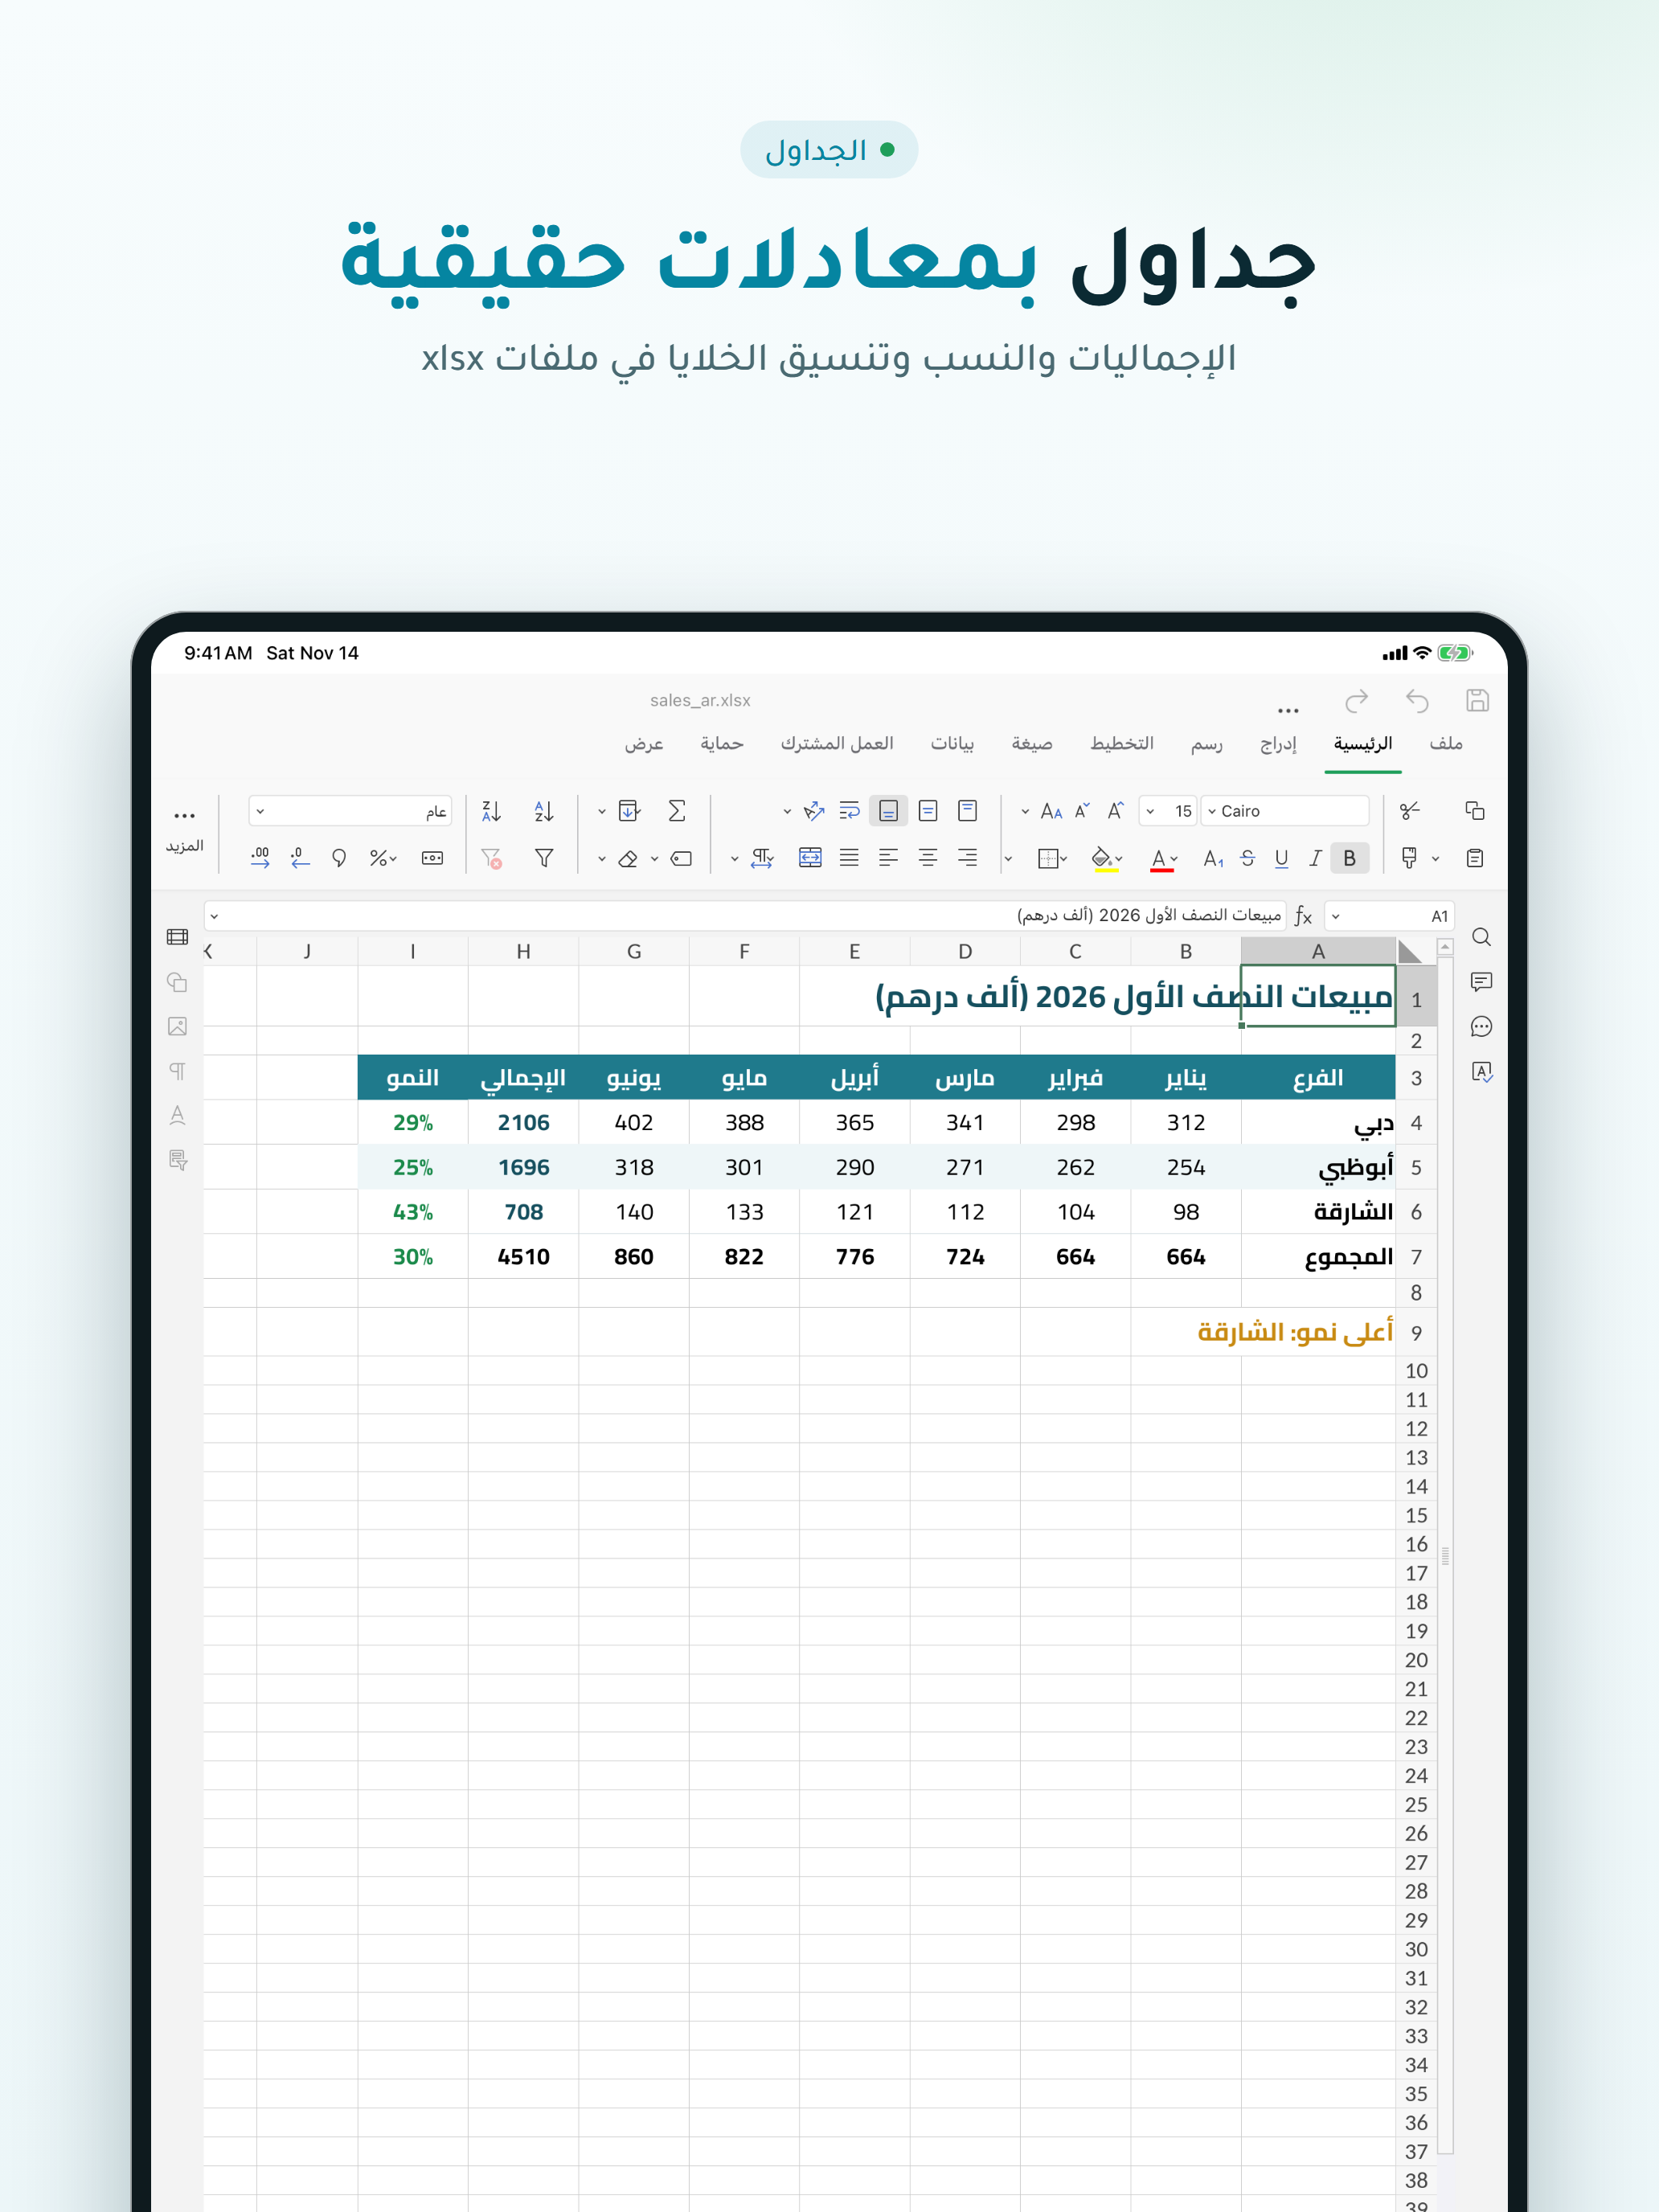 الجداول
جداول بمعادلات حقيقية
الإجماليات والنسب وتنسيق الخلايا في ملفات xlsx
9:41 AM Sat Nov 14
sales_ar.xlsx
ملف الرئيسية إدراج رسم التخطيط صيغة بيانات العمل المشترك حماية عرض
Cairo 15 عام
المزيد
A1 fx مبيعات النصف الأول 2026 (ألف درهم)
A B C D E F G H I J K
1 مبيعات النصف الأول 2026 (ألف درهم)
2
3 الفرع يناير فبراير مارس أبريل مايو يونيو الإجمالي النمو
4 دبي 312 298 341 365 388 402 2106 29%
5 أبوظبي 254 262 271 290 301 318 1696 25%
6 الشارقة 98 104 112 121 133 140 708 43%
7 المجموع 664 664 724 776 822 860 4510 30%
8
9 أعلى نمو: الشارقة
10
11
12
13
14
15
16
17
18
19
20
21
22
23
24
25
26
27
28
29
30
31
32
33
34
35
36
37
38
39